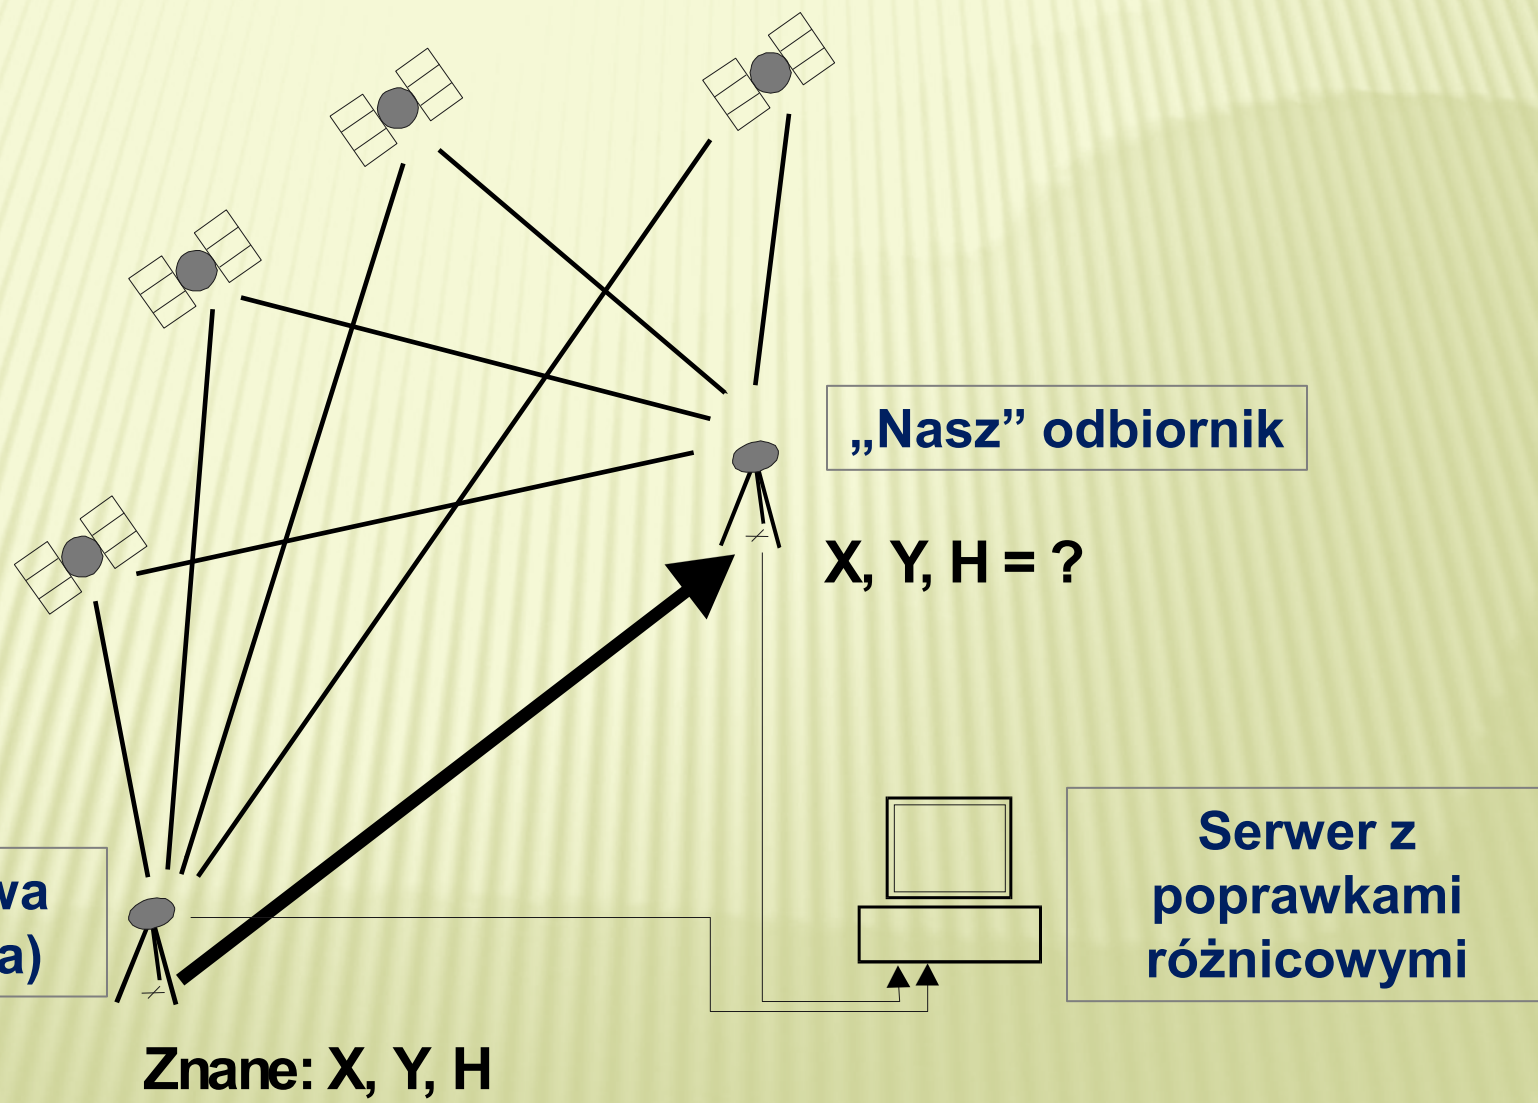 „Nasz” odbiornik
X, Y, H = ?
Serwer z
poprawkami
różnicowymi
Znane: X, Y, H